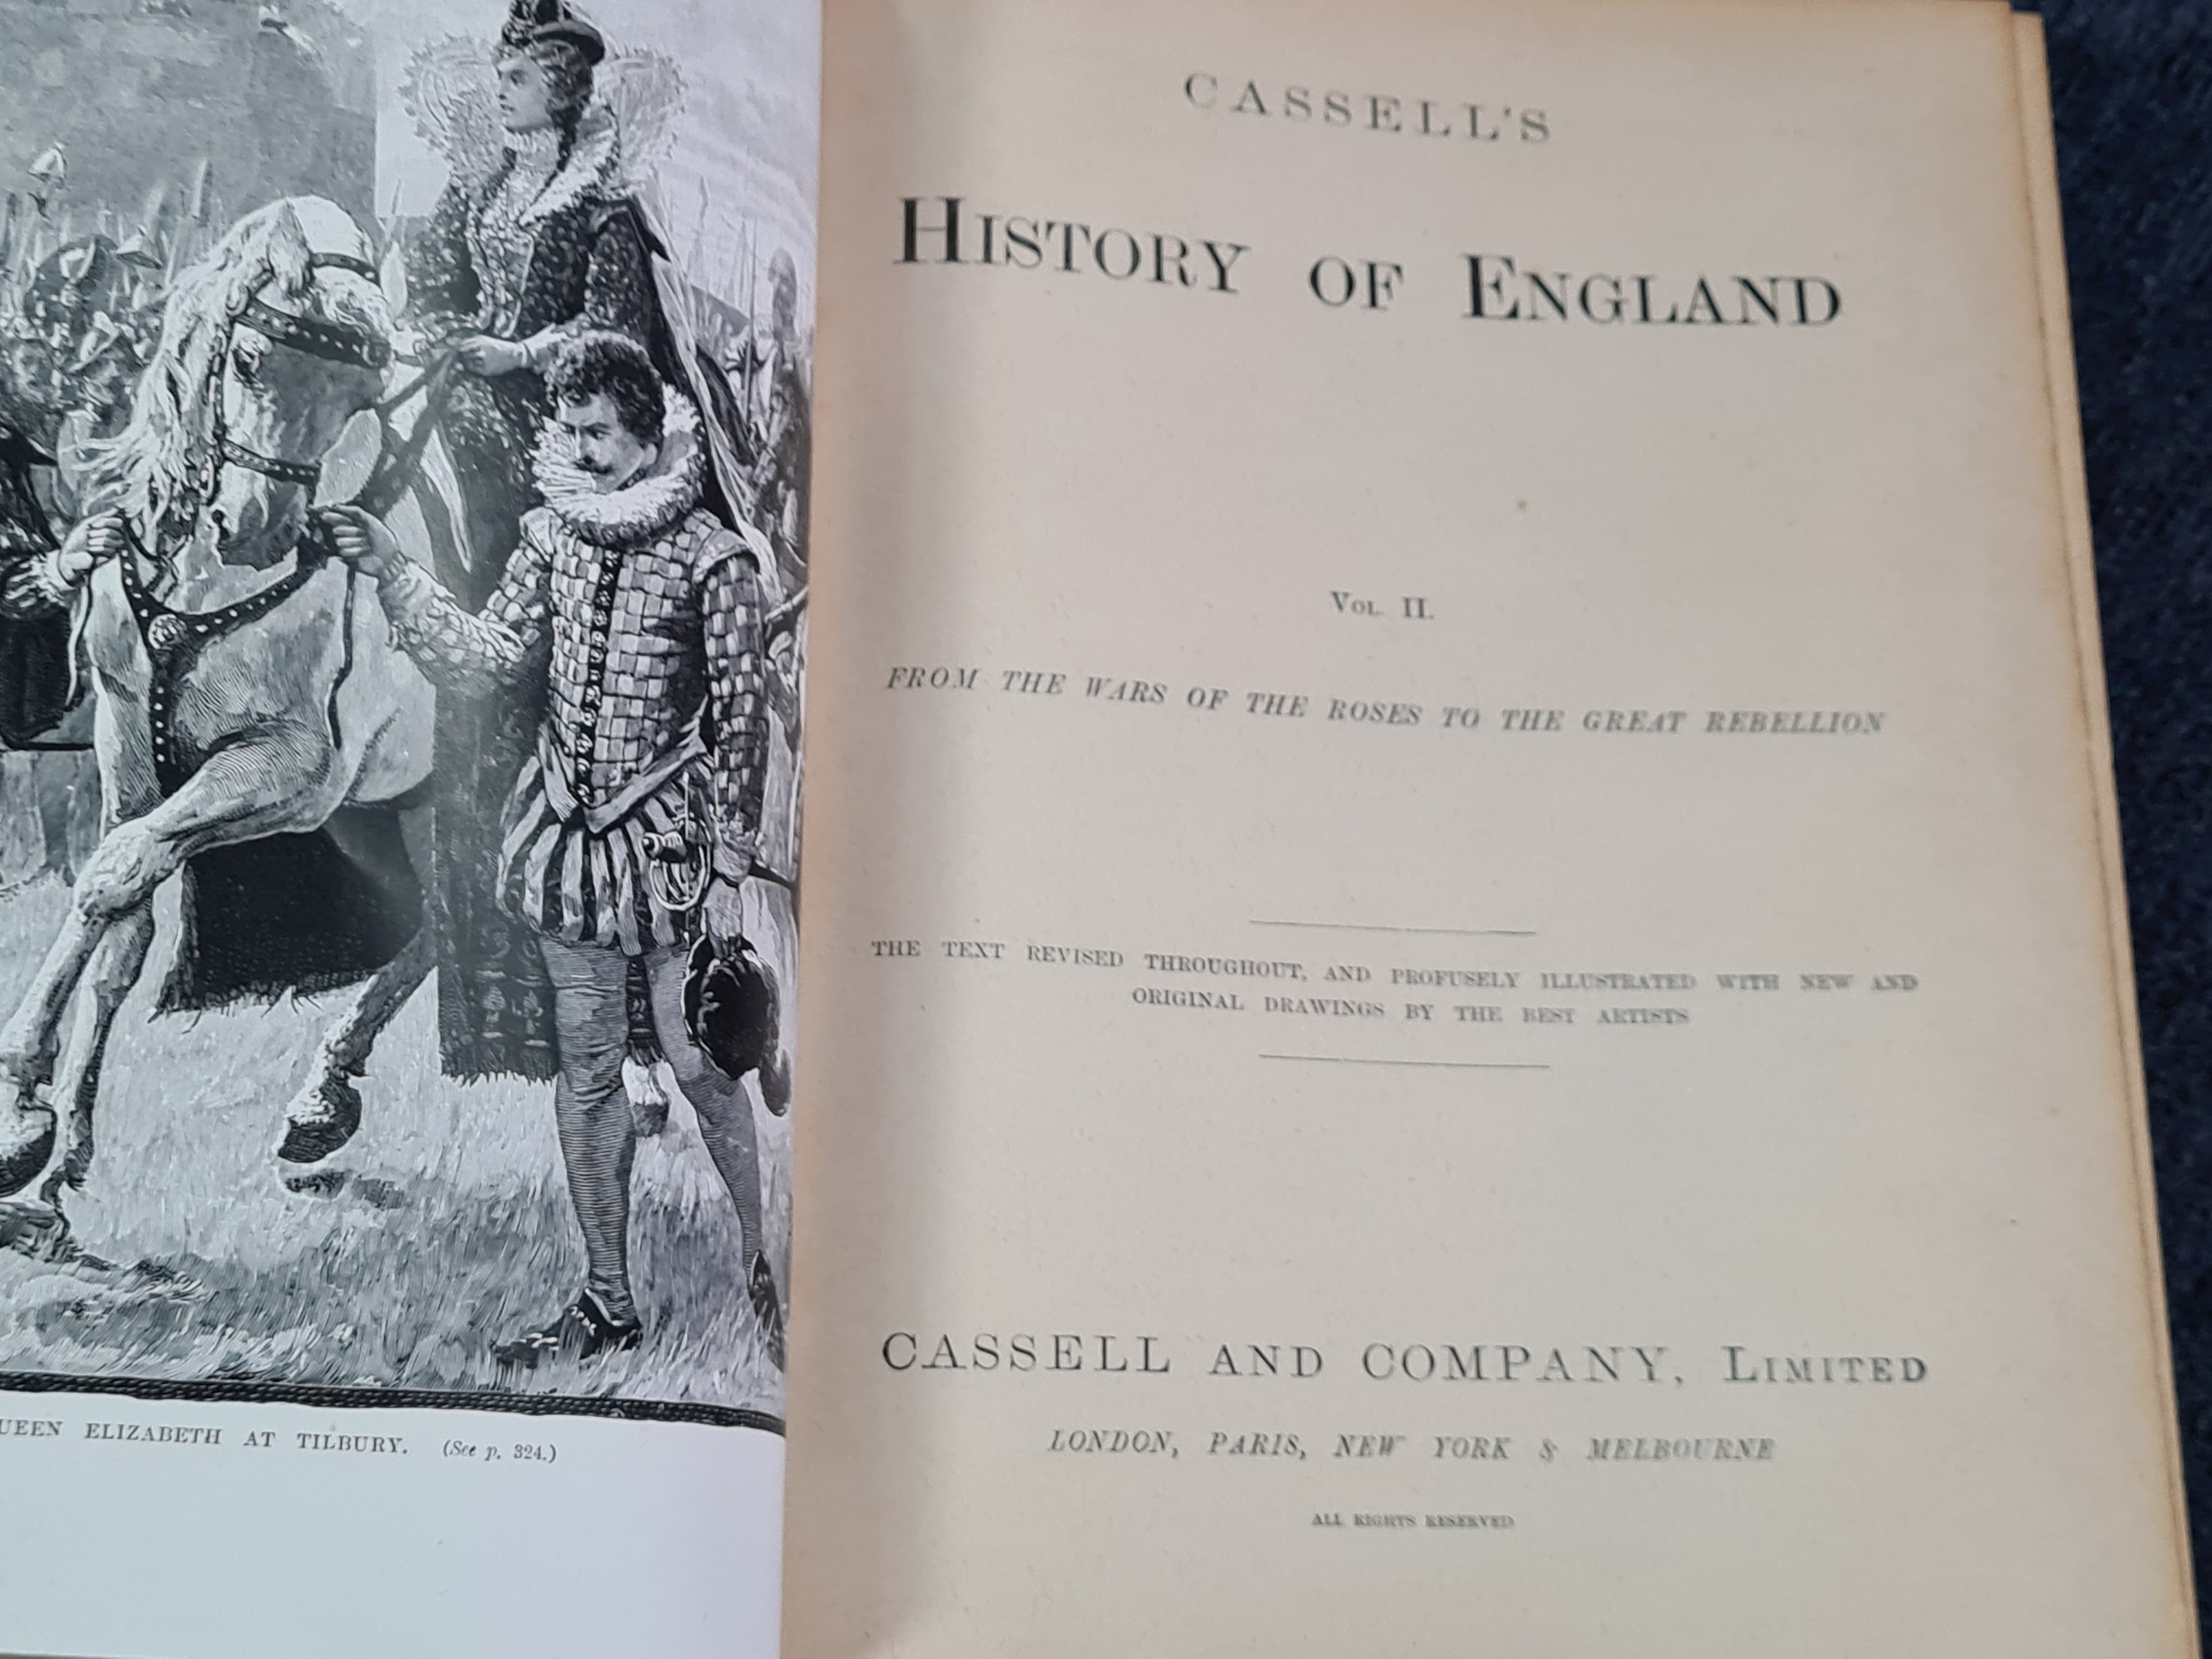 UEEN ELIZABETH AT TILBURY. (See p. 324.)
CASSELL'S
HISTORY OF ENGLAND
VOL. II.
FROM THE WARS OF THE ROSES TO THE GREAT REBELLION
THE TEXT REVISED THROUGHOUT, AND PROFUSELY ILLUSTRATED WITH NEW AND
ORIGINAL DRAWINGS BY THE BEST ARTISTS
CASSELL AND COMPANY, LIMITED
LONDON, PARIS, NEW YORK & MELBOURNE
ALL RIGHTS RESERVED